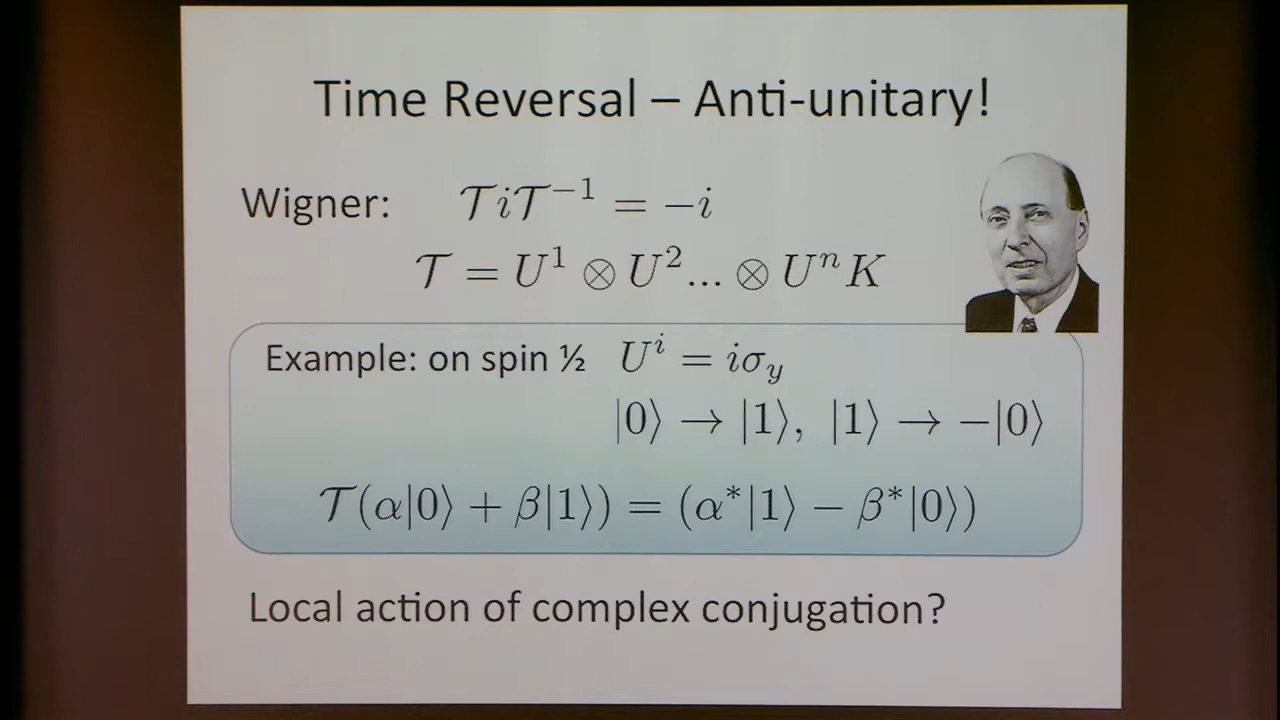 Time Reversal – Anti-unitary!
Wigner: 𝒯i𝒯⁻¹ = −i
𝒯 = U¹ ⊗ U²... ⊗ UⁿK
Example: on spin ½ Uⁱ = iσ_y
|0⟩ → |1⟩, |1⟩ → −|0⟩
𝒯(α|0⟩ + β|1⟩) = (α*|1⟩ − β*|0⟩)
Local action of complex conjugation?